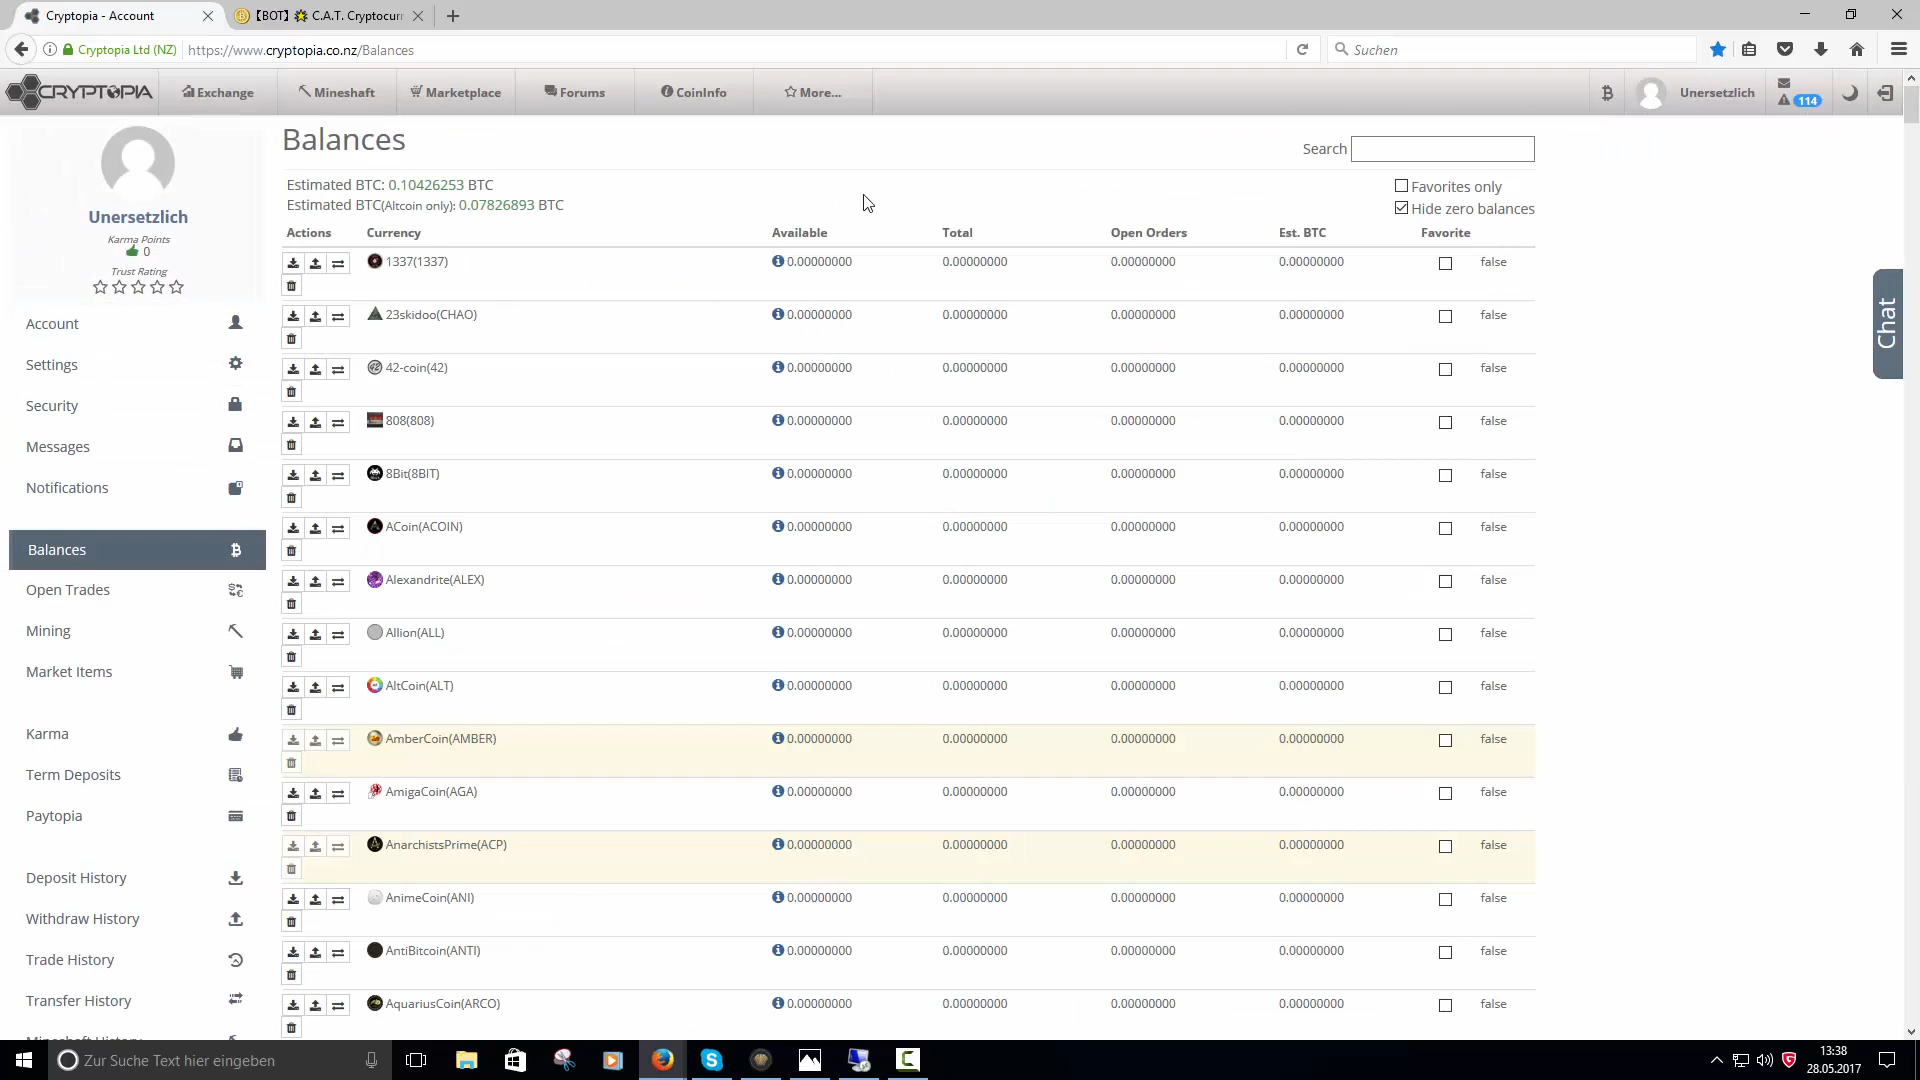 Cryptopia - Account
【BOT】 C.A.T. Cryptocurr
Cryptopia Ltd (NZ)
https://www.cryptopia.co.nz/Balances
Suchen
CRYPTOPIA
Exchange
Mineshaft
Marketplace
Forums
CoinInfo
More...
Unersetzlich
114
Unersetzlich
Karma Points
0
Trust Rating
Account
Settings
Security
Messages
Notifications
Balances
Open Trades
Mining
Market Items
Karma
Term Deposits
Paytopia
Deposit History
Withdraw History
Trade History
Transfer History
Mineshaft History
Balances
Search
Estimated BTC: 0.10426253 BTC
Estimated BTC(Altcoin only): 0.07826893 BTC
Favorites only
Hide zero balances
Actions Currency Available Total Open Orders Est. BTC Favorite
1337(1337) 0.00000000 0.00000000 0.00000000 0.00000000 false
23skidoo(CHAO) 0.00000000 0.00000000 0.00000000 0.00000000 false
42-coin(42) 0.00000000 0.00000000 0.00000000 0.00000000 false
808(808) 0.00000000 0.00000000 0.00000000 0.00000000 false
8Bit(8BIT) 0.00000000 0.00000000 0.00000000 0.00000000 false
ACoin(ACOIN) 0.00000000 0.00000000 0.00000000 0.00000000 false
Alexandrite(ALEX) 0.00000000 0.00000000 0.00000000 0.00000000 false
Allion(ALL) 0.00000000 0.00000000 0.00000000 0.00000000 false
AltCoin(ALT) 0.00000000 0.00000000 0.00000000 0.00000000 false
AmberCoin(AMBER) 0.00000000 0.00000000 0.00000000 0.00000000 false
AmigaCoin(AGA) 0.00000000 0.00000000 0.00000000 0.00000000 false
AnarchistsPrime(ACP) 0.00000000 0.00000000 0.00000000 0.00000000 false
AnimeCoin(ANI) 0.00000000 0.00000000 0.00000000 0.00000000 false
AntiBitcoin(ANTI) 0.00000000 0.00000000 0.00000000 0.00000000 false
AquariusCoin(ARCO) 0.00000000 0.00000000 0.00000000 0.00000000 false
Chat
Zur Suche Text hier eingeben
13:38
28.05.2017